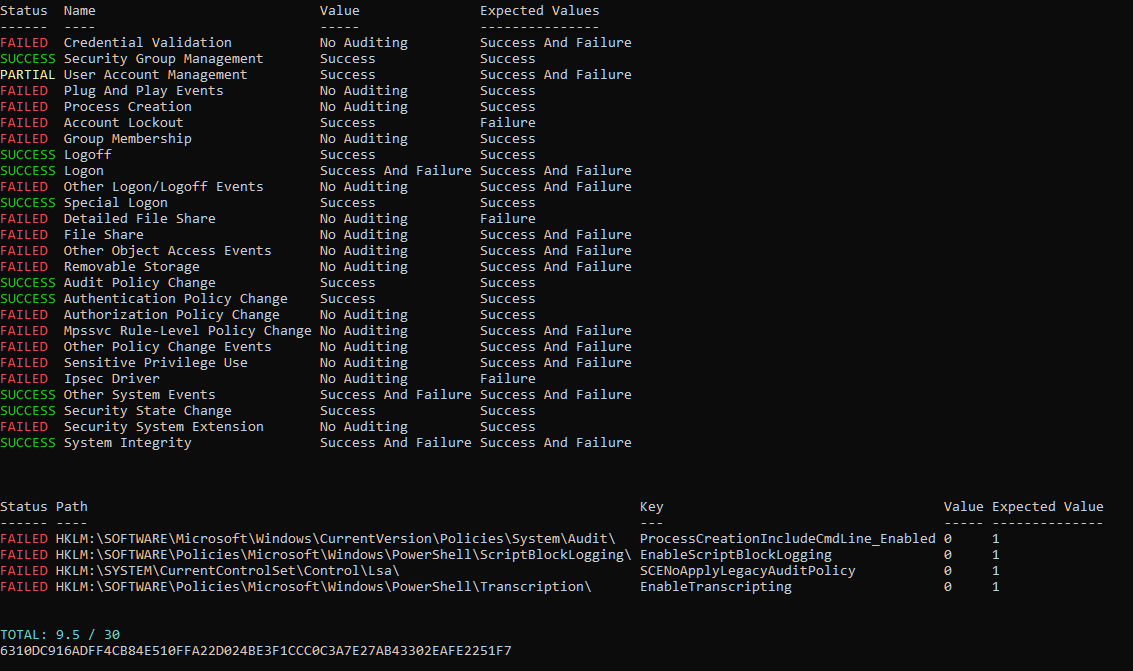 Status  Name                            Value               Expected Values
------  ----                            -----               ---------------
FAILED  Credential Validation           No Auditing         Success And Failure
SUCCESS Security Group Management       Success             Success
PARTIAL User Account Management         Success             Success And Failure
FAILED  Plug And Play Events            No Auditing         Success
FAILED  Process Creation                No Auditing         Success
FAILED  Account Lockout                 Success             Failure
FAILED  Group Membership                No Auditing         Success
SUCCESS Logoff                          Success             Success
SUCCESS Logon                           Success And Failure Success And Failure
FAILED  Other Logon/Logoff Events       No Auditing         Success And Failure
SUCCESS Special Logon                   Success             Success
FAILED  Detailed File Share             No Auditing         Failure
FAILED  File Share                      No Auditing         Success And Failure
FAILED  Other Object Access Events      No Auditing         Success And Failure
FAILED  Removable Storage               No Auditing         Success And Failure
SUCCESS Audit Policy Change             Success             Success
SUCCESS Authentication Policy Change    Success             Success
FAILED  Authorization Policy Change     No Auditing         Success
FAILED  Mpssvc Rule-Level Policy Change No Auditing         Success And Failure
FAILED  Other Policy Change Events      No Auditing         Success And Failure
FAILED  Sensitive Privilege Use         No Auditing         Success And Failure
FAILED  Ipsec Driver                    No Auditing         Failure
SUCCESS Other System Events             Success And Failure Success And Failure
SUCCESS Security State Change           Success             Success
FAILED  Security System Extension       No Auditing         Success
SUCCESS System Integrity                Success And Failure Success And Failure
Status Path                                                                     Key                                   Value Expected Value
------ ----                                                                     ---                                   ----- --------------
FAILED HKLM:\SOFTWARE\Microsoft\Windows\CurrentVersion\Policies\System\Audit\   ProcessCreationIncludeCmdLine_Enabled 0     1
FAILED HKLM:\SOFTWARE\Policies\Microsoft\Windows\PowerShell\ScriptBlockLogging\ EnableScriptBlockLogging              0     1
FAILED HKLM:\SYSTEM\CurrentControlSet\Control\Lsa\                              SCENoApplyLegacyAuditPolicy           0     1
FAILED HKLM:\SOFTWARE\Policies\Microsoft\Windows\PowerShell\Transcription\      EnableTranscripting                   0     1
TOTAL: 9.5 / 30
6310DC916ADFF4CB84E510FFA22D024BE3F1CCC0C3A7E27AB43302EAFE2251F7